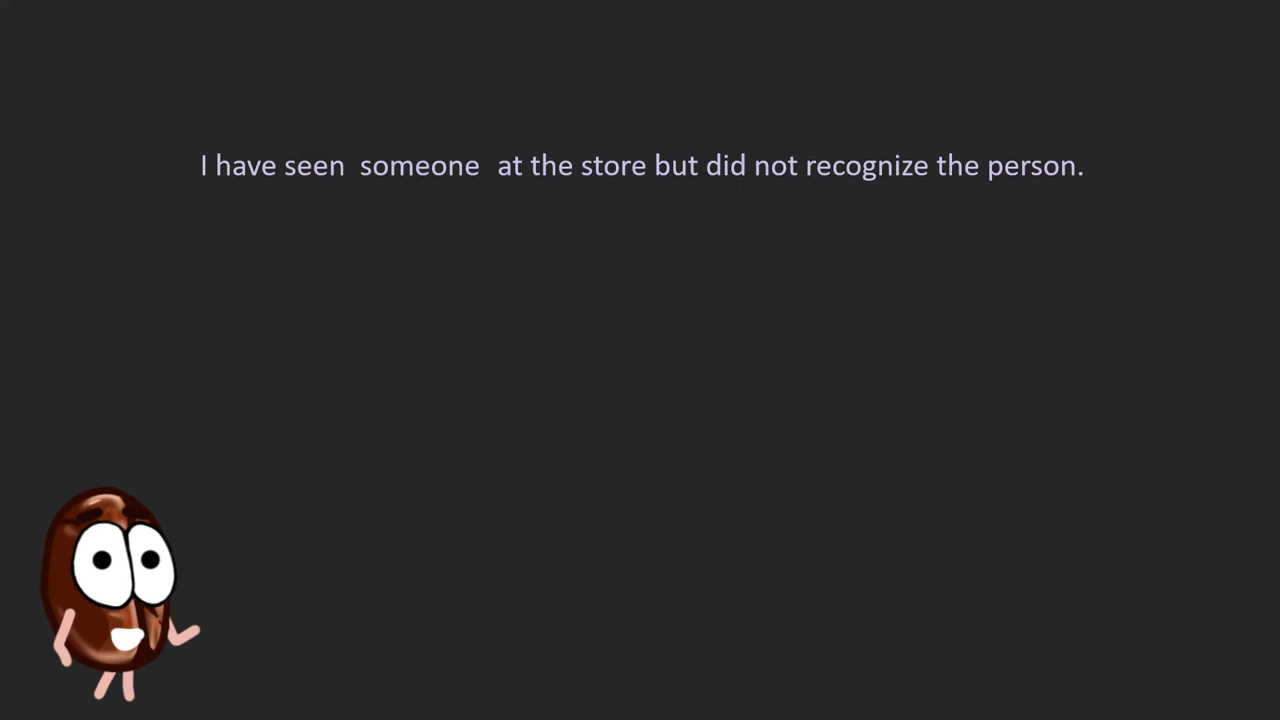 I have seen someone at the store but did not recognize the person.